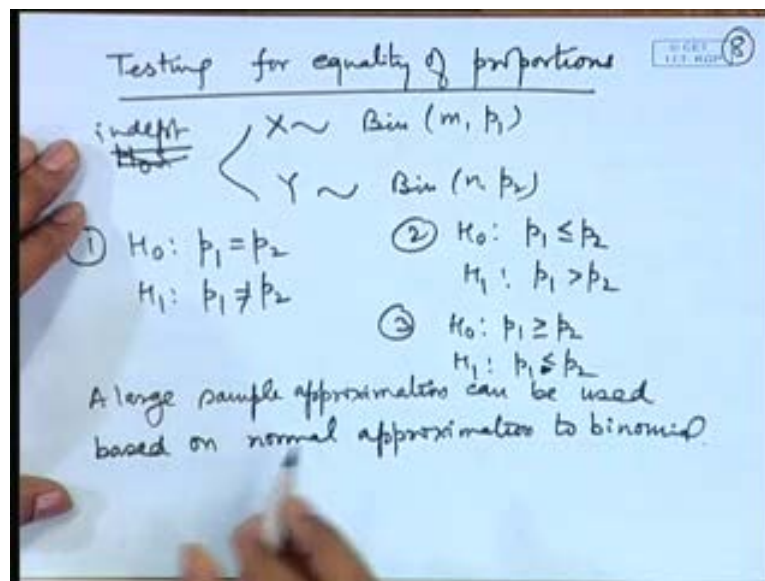 Testing for equality of proportions
© CET
I.I.T. KGP
8
indept X ~ Bin (m, p₁)
Y ~ Bin (n, p₂)
① H₀: p₁ = p₂
H₁: p₁ ≠ p₂
② H₀: p₁ ≤ p₂
H₁: p₁ > p₂
③ H₀: p₁ ≥ p₂
H₁: p₁ < p₂
A large sample approximation can be used
based on normal approximation to binomial.